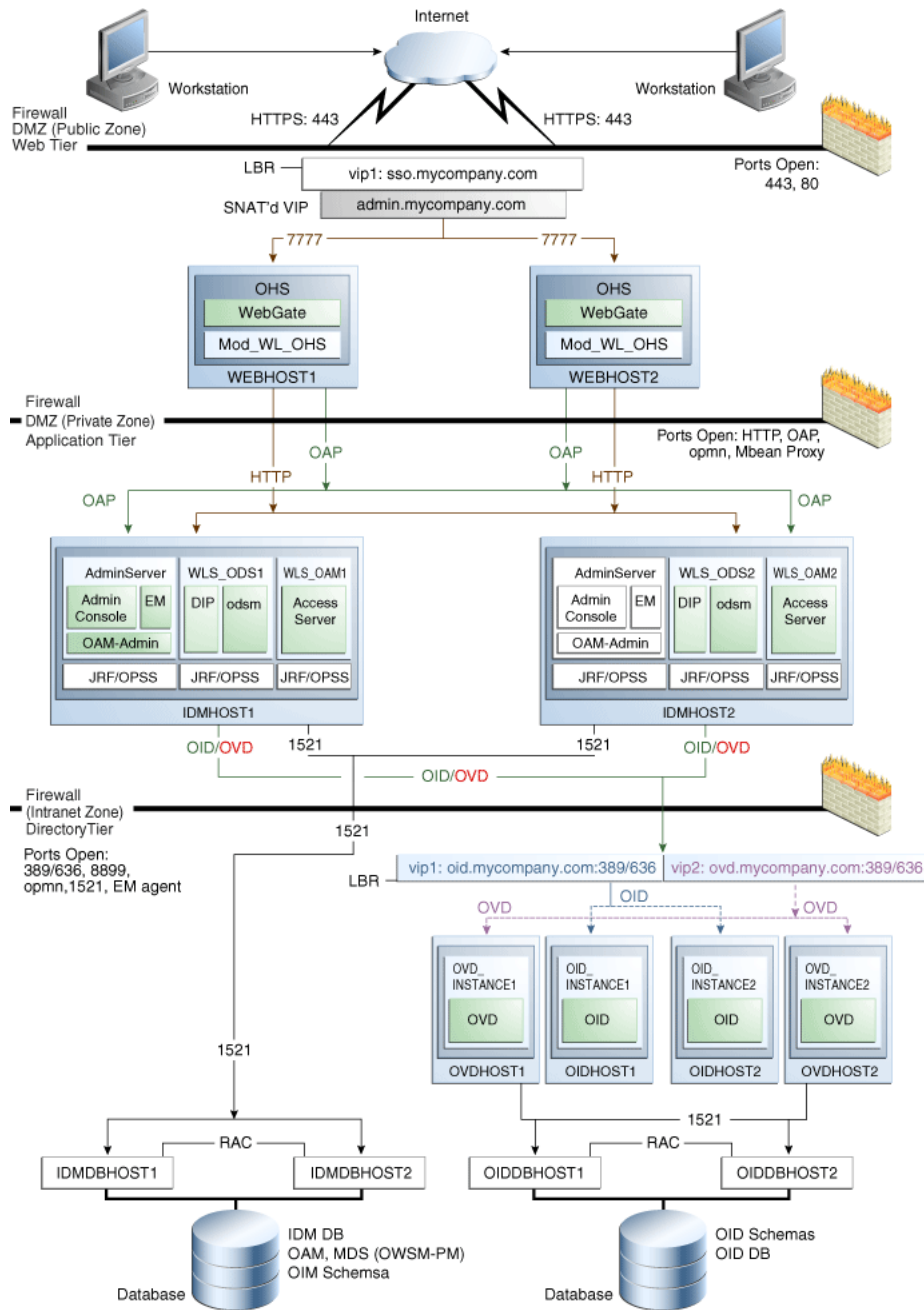 Internet
Workstation
Workstation
Firewall
DMZ (Public Zone)
Web Tier
HTTPS: 443
HTTPS: 443
Ports Open:
443, 80
LBR
vip1: sso.mycompany.com
SNAT'd VIP
admin.mycompany.com
7777
7777
OHS
WebGate
Mod_WL_OHS
WEBHOST1
OHS
WebGate
Mod_WL_OHS
WEBHOST2
Firewall
DMZ (Private Zone)
Application Tier
Ports Open: HTTP, OAP,
opmn, Mbean Proxy
OAP
OAP
HTTP
HTTP
OAP
OAP
AdminServer
Admin
Console
EM
OAM-Admin
JRF/OPSS
WLS_ODS1
DIP
odsm
JRF/OPSS
WLS_OAM1
Access
Server
JRF/OPSS
IDMHOST1
AdminServer
Admin
Console
EM
OAM-Admin
JRF/OPSS
WLS_ODS2
DIP
odsm
JRF/OPSS
WLS_OAM2
Access
Server
JRF/OPSS
IDMHOST2
OID/OVD
1521
1521
OID/OVD
OID/OVD
Firewall
(Intranet Zone)
DirectoryTier
1521
Ports Open:
389/636, 8899,
opmn,1521, EM agent
LBR
vip1: oid.mycompany.com:389/636
vip2: ovd.mycompany.com:389/636
OVD
OID
OVD
OVD_
INSTANCE1
OVD
OVDHOST1
OID_
INSTANCE1
OID
OIDHOST1
OID_
INSTANCE2
OID
OIDHOST2
OVD_
INSTANCE2
OVD
OVDHOST2
1521
1521
RAC
IDMDBHOST1
IDMDBHOST2
RAC
OIDDBHOST1
OIDDBHOST2
IDM DB
OAM, MDS (OWSM-PM)
OIM Schemsa
Database
OID Schemas
OID DB
Database